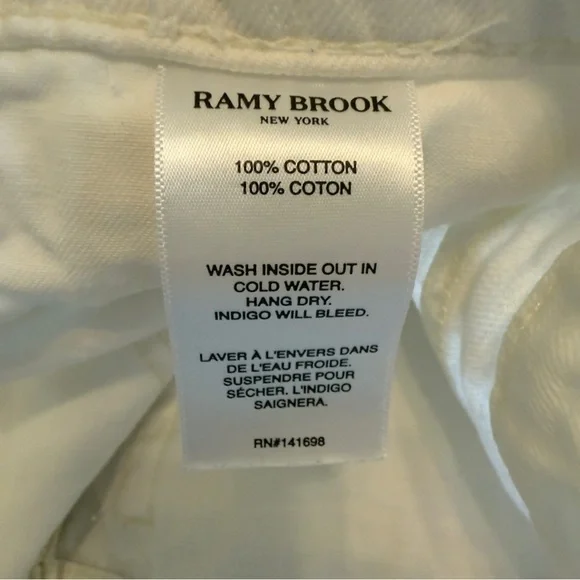 RAMY BROOK
NEW YORK
100% COTTON
100% COTON
WASH INSIDE OUT IN
COLD WATER.
HANG DRY.
INDIGO WILL BLEED.
LAVER À L'ENVERS DANS
DE L'EAU FROIDE.
SUSPENDRE POUR
SÉCHER. L'INDIGO
SAIGNERA.
RN#141698